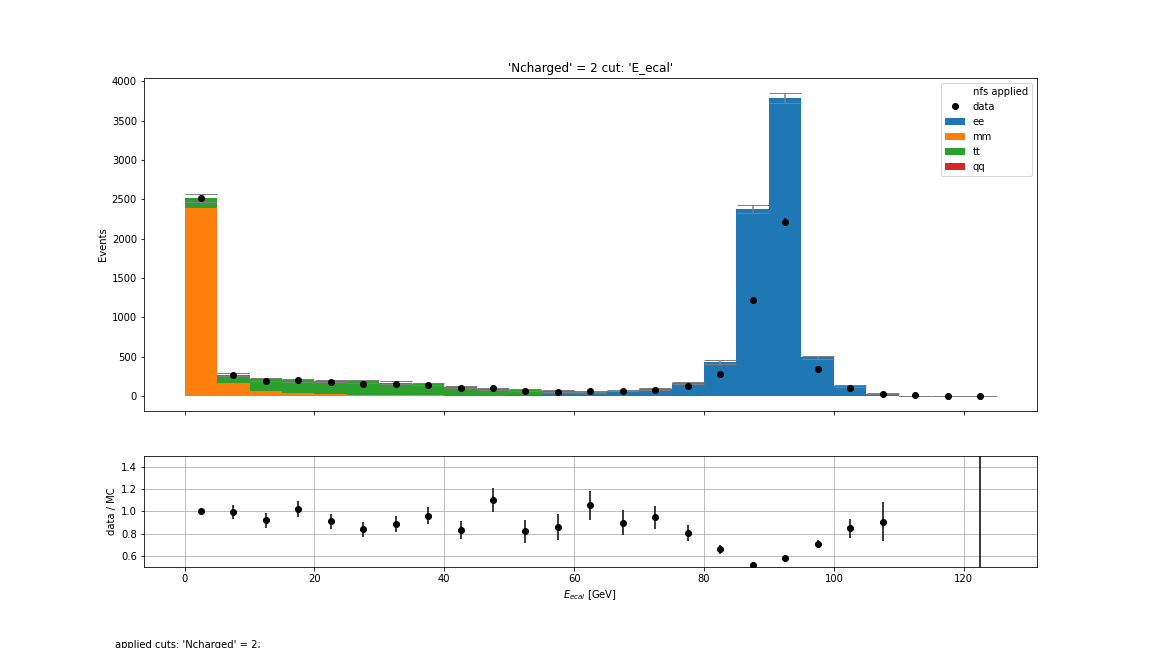 'Ncharged' = 2 cut: 'E_ecal'
4000
3500
3000
2500
2000
1500
1000
500
0
Events
nfs applied
data
ee
mm
tt
qq
1.4
1.2
1.0
0.8
0.6
data / MC
0 20 40 60 80 100 120
E_ecal [GeV]
applied cuts: 'Ncharged' = 2;